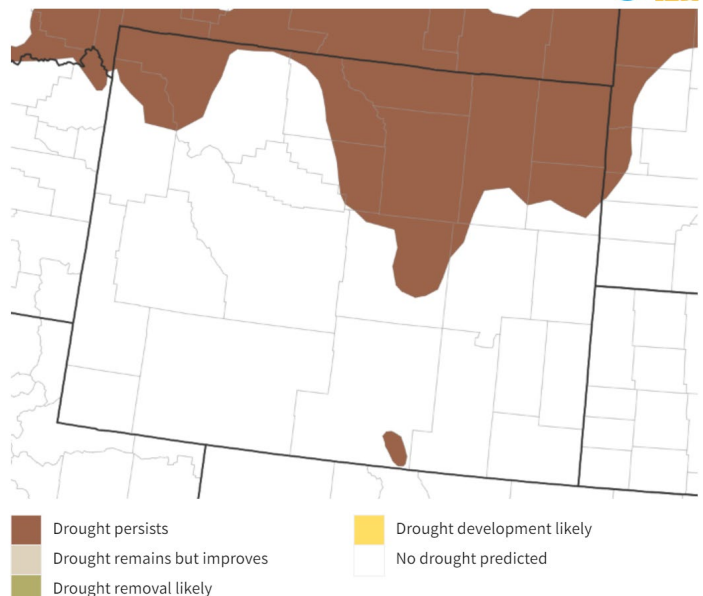 Drought persists
Drought remains but improves
Drought removal likely
Drought development likely
No drought predicted